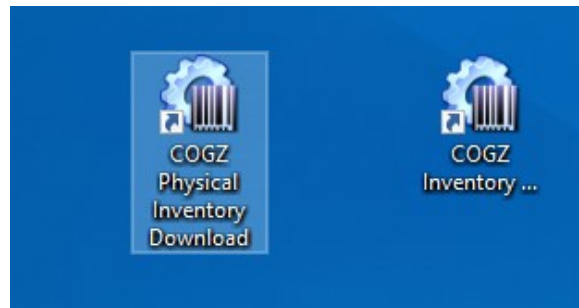 COGZ
Physical
Inventory
Download
COGZ
Inventory ...